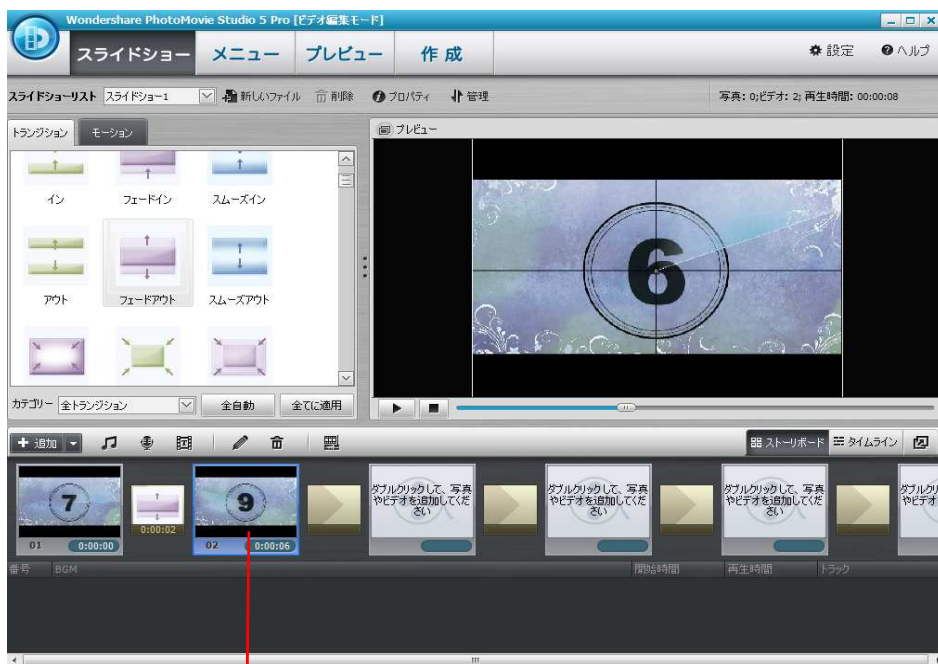 Wondershare PhotoMovie Studio 5 Pro [ビデオ編集モード]
スライドショー メニュー プレビュー 作成 設定 ヘルプ
スライドショーリスト スライドショー1 新しいファイル 削除 プロパティ 管理 写真: 0;ビデオ: 2; 再生時間: 00:00:08
トランジション モーション プレビュー
イン フェードイン スムーズイン
6
アウト フェードアウト スムーズアウト
カテゴリー 全トランジション 全自動 全てに適用
追加 ストーリボード タイムライン
7 9
ダブルクリックして、写真
やビデオを追加してくだ
さい
ダブルクリックして、写真
やビデオを追加してくだ
さい
ダブルクリックして、写真
やビデオを追加してくだ
さい
ダブルクリ
やビデオ
0:00:02
01 0:00:00 02 0:00:06
番号 BGM 開始時間 再生時間 トラック